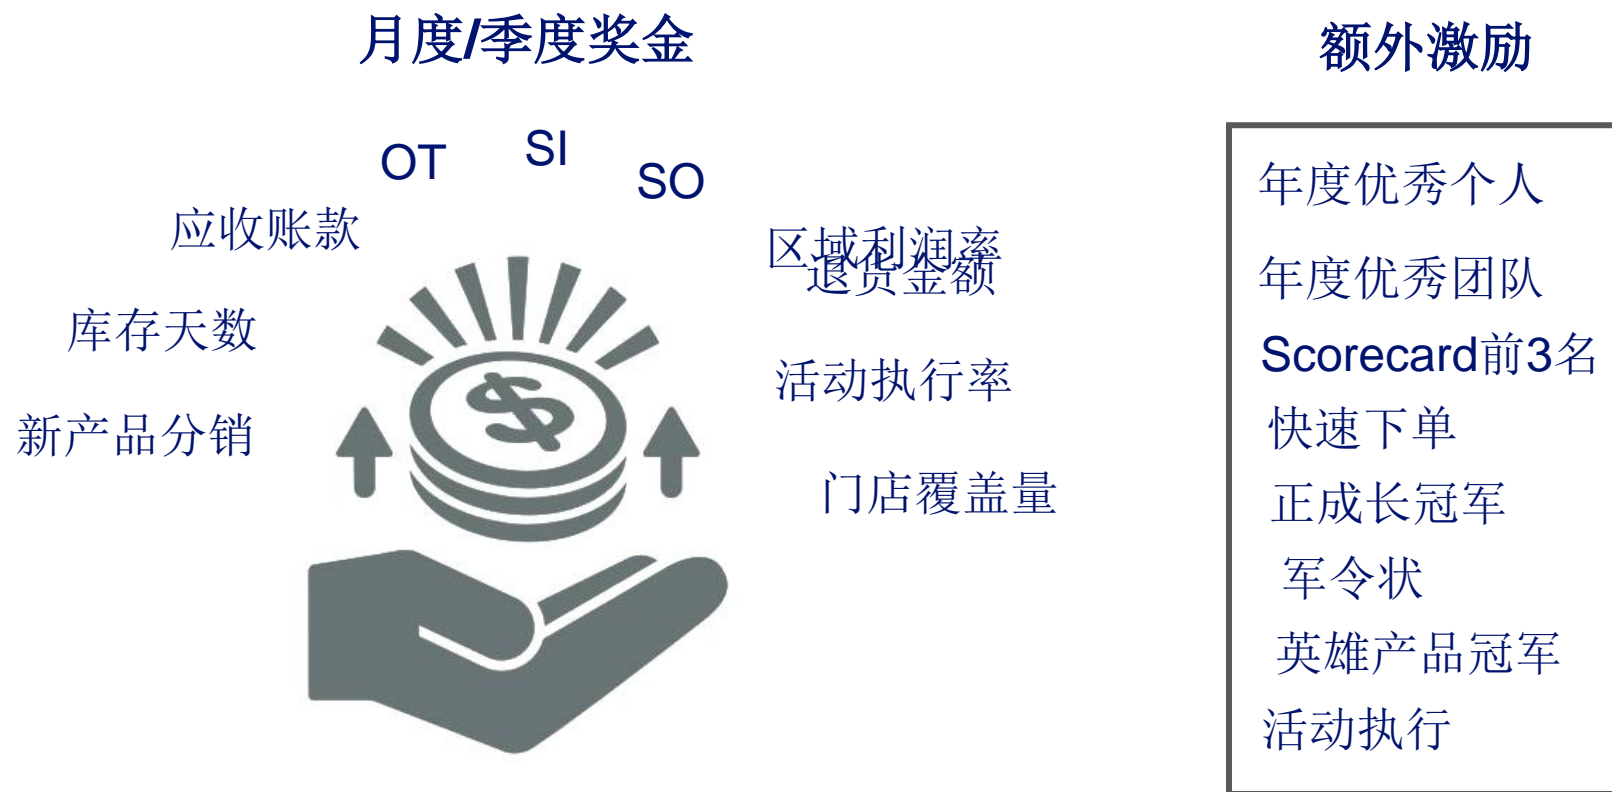 月度/季度奖金
OT
SI
SO
应收账款
库存天数
新产品分销
区域利润率
退货金额
活动执行率
门店覆盖量
额外激励
年度优秀个人
年度优秀团队
Scorecard前3名
快速下单
正成长冠军
军令状
英雄产品冠军
活动执行